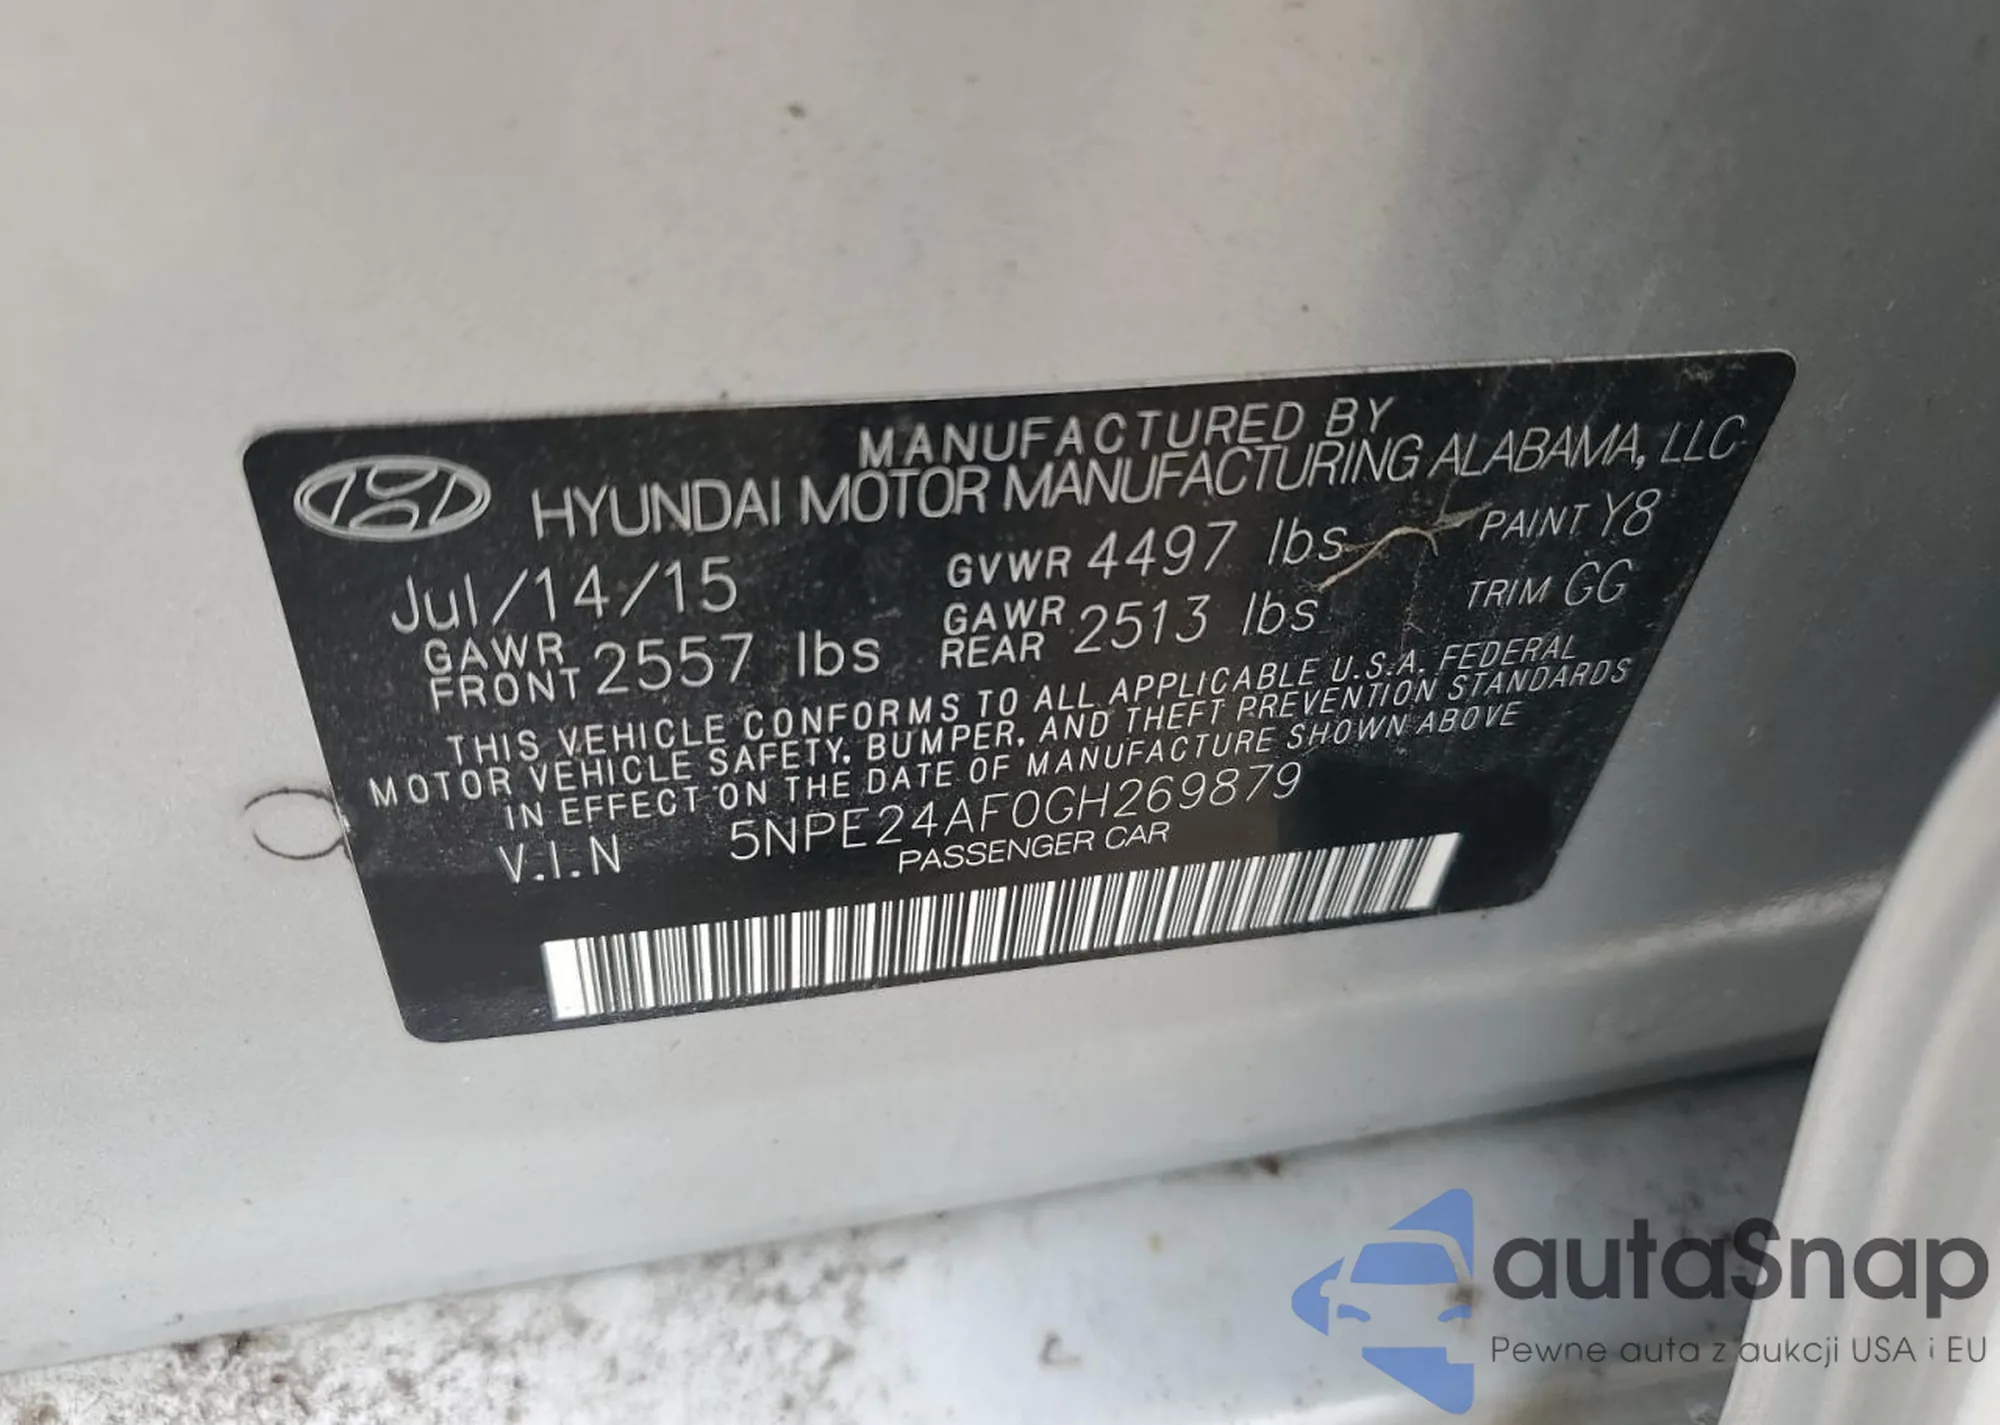 MANUFACTURED BY
HYUNDAI MOTOR MANUFACTURING ALABAMA, LLC
Jul/14/15 GVWR 4497 lbs PAINT Y8
GAWR FRONT 2557 lbs GAWR REAR 2513 lbs TRIM GG
THIS VEHICLE CONFORMS TO ALL APPLICABLE U.S.A. FEDERAL
MOTOR VEHICLE SAFETY, BUMPER, AND THEFT PREVENTION STANDARDS
IN EFFECT ON THE DATE OF MANUFACTURE SHOWN ABOVE
V.I.N 5NPE24AF0GH269879
PASSENGER CAR
autaSnap
Pewne auta z aukcji USA i EU